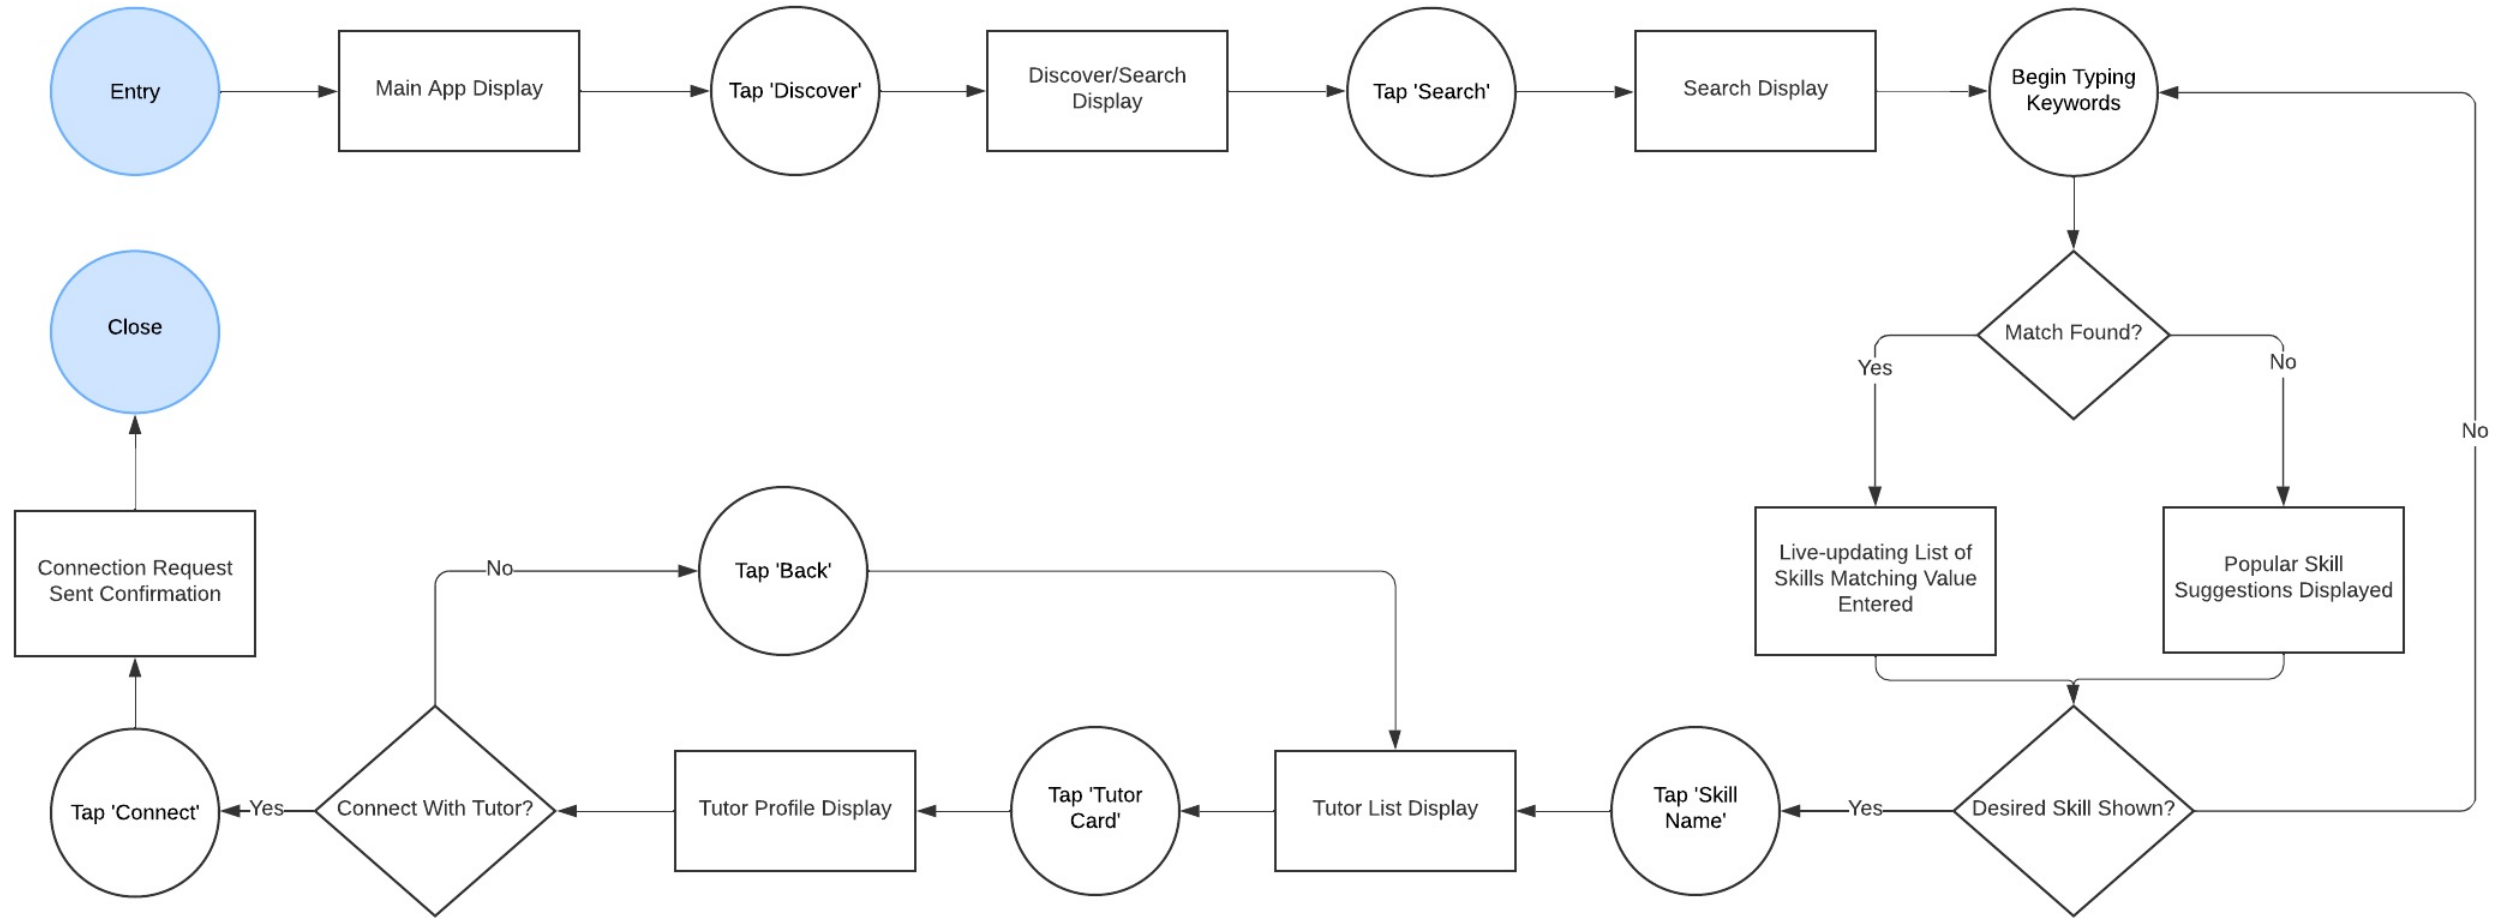 Entry
Main App Display
Tap 'Discover'
Discover/Search
Display
Tap 'Search'
Search Display
Begin Typing
Keywords
Close
Match Found?
Yes
No
No
Connection Request
Sent Confirmation
No
Tap 'Back'
Live-updating List of
Skills Matching Value
Entered
Popular Skill
Suggestions Displayed
Tap 'Connect'
Yes
Connect With Tutor?
Tutor Profile Display
Tap 'Tutor
Card'
Tutor List Display
Tap 'Skill
Name'
Yes
Desired Skill Shown?